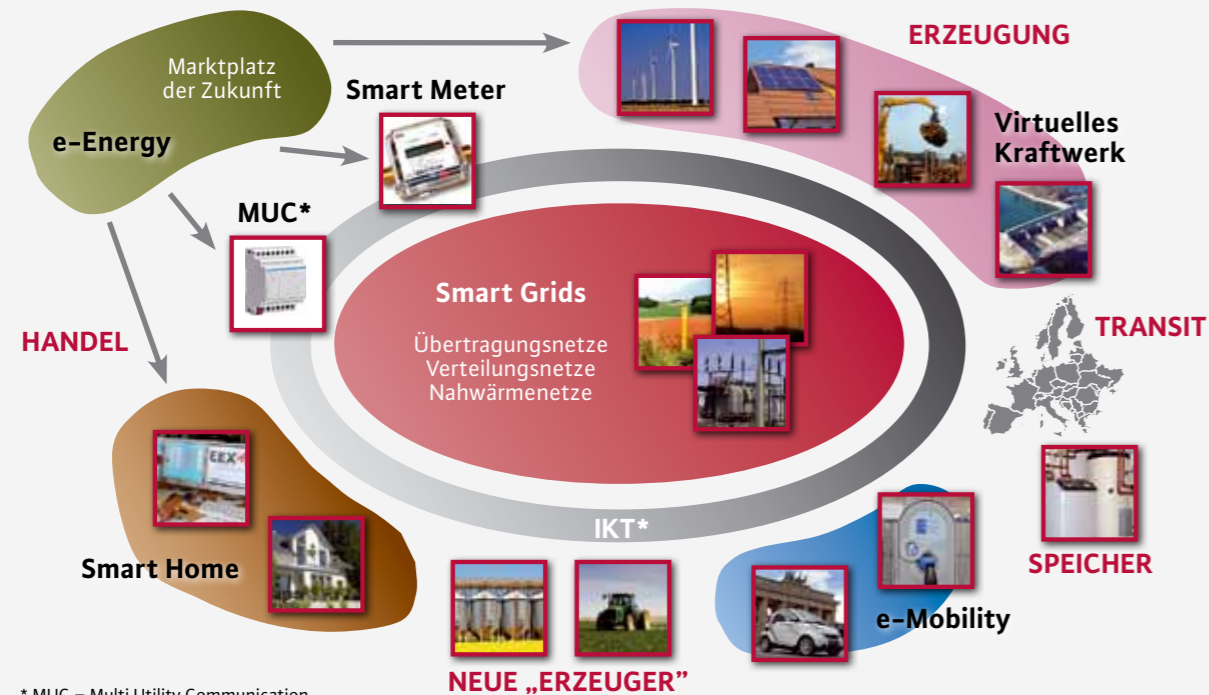 ERZEUGUNG
Marktplatz
der Zukunft
e-Energy
Smart Meter
Virtuelles
Kraftwerk
MUC*
Smart Grids
Übertragungsnetze
Verteilungsnetze
Nahwärmenetze
HANDEL
TRANSIT
EEX
IKT*
Smart Home
SPEICHER
e-Mobility
NEUE „ERZEUGER”
* MUC = Multi Utility Communication